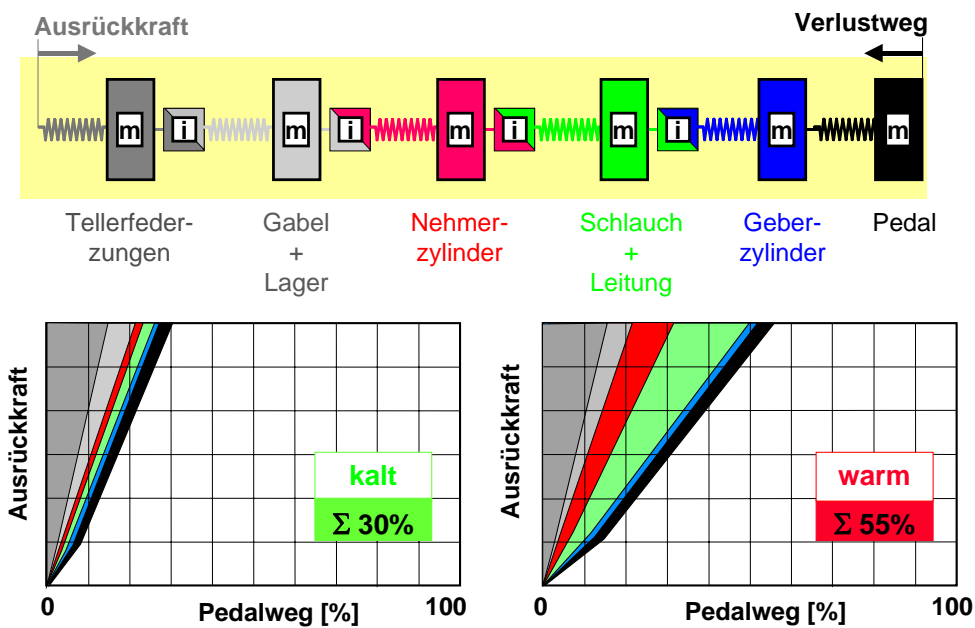 Ausrückkraft
Verlustweg
m i m i m i m i m m
Tellerfeder-
zungen
Gabel
+
Lager
Nehmer-
zylinder
Schlauch
+
Leitung
Geber-
zylinder
Pedal
Ausrückkraft
kalt
Σ 30%
0
Pedalweg [%]
100
Ausrückkraft
warm
Σ 55%
0
Pedalweg [%]
100